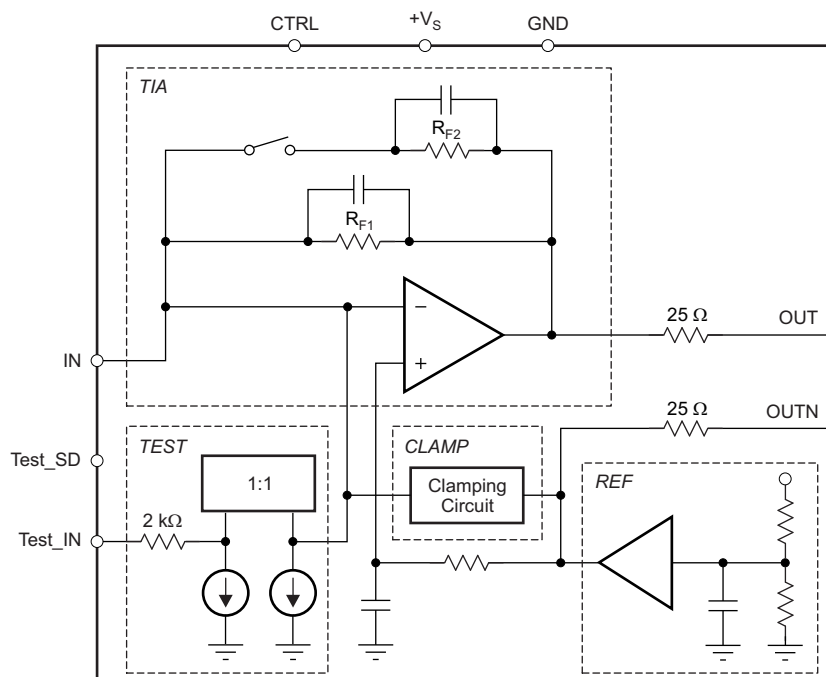 CTRL
+VS
GND
TIA
RF2
RF1
−
+
25 Ω
OUT
IN
25 Ω
OUTN
TEST
CLAMP
REF
Test_SD
1:1
Clamping
Circuit
2 kΩ
Test_IN